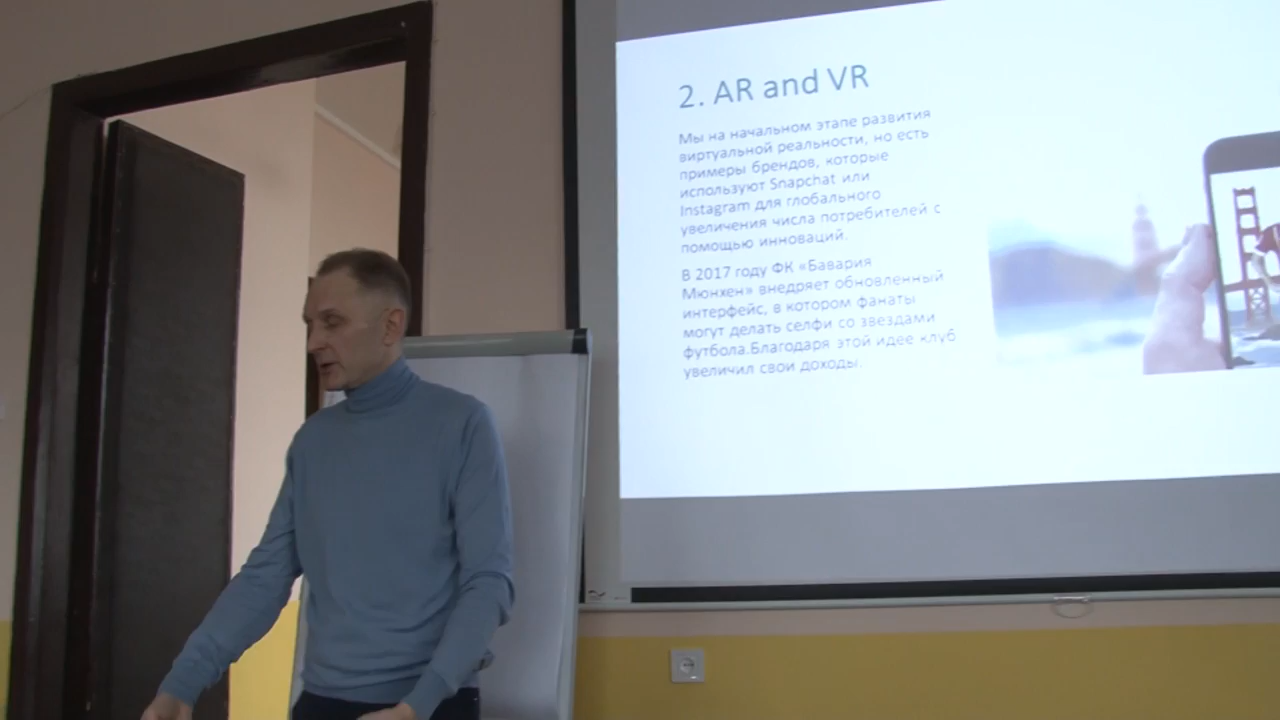 2. AR and VR
Мы на начальном этапе развития
виртуальной реальности, но есть
примеры брендов, которые
используют Snapchat или
Instagram для глобального
увеличения числа потребителей с
помощью инноваций.
В 2017 году ФК «Бавария
Мюнхен» внедряет обновленный
интерфейс, в котором фанаты
могут делать селфи со звездами
футбола.Благодаря этой идее клуб
увеличил свои доходы.